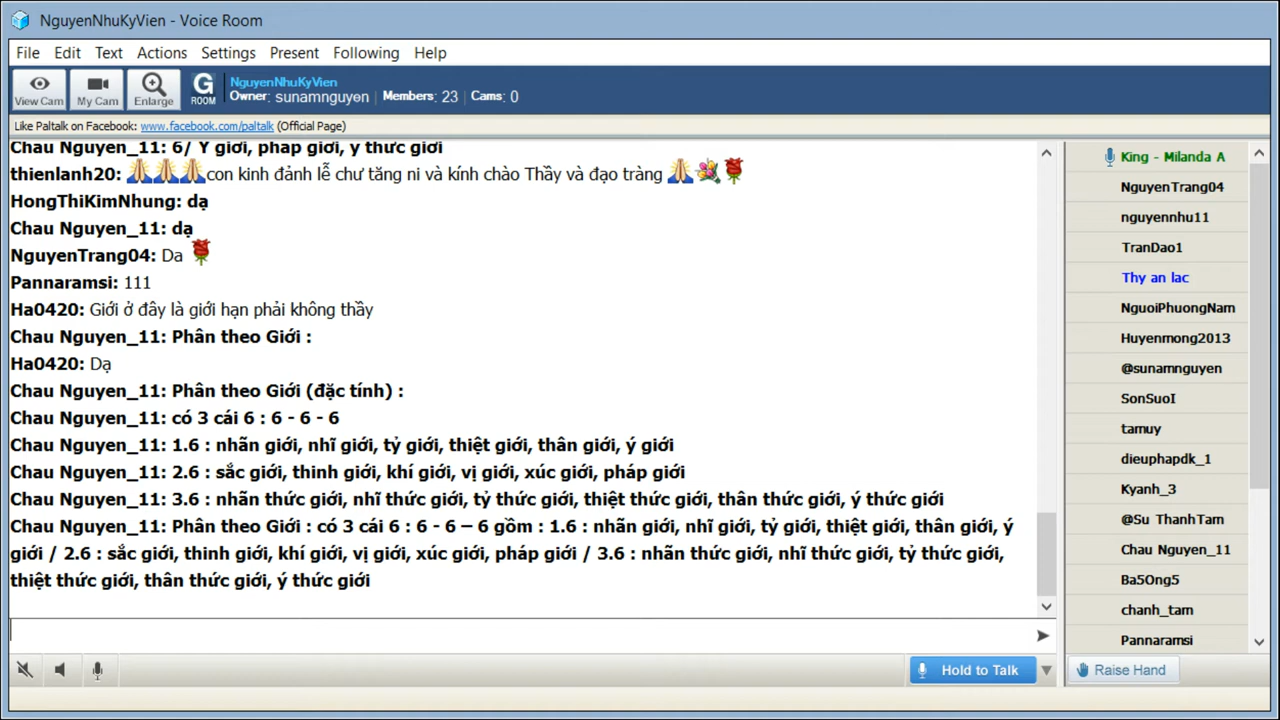 NguyenNhuKyVien - Voice Room
File Edit Text Actions Settings Present Following Help
View Cam My Cam Enlarge G ROOM
NguyenNhuKyVien
Owner: sunamnguyen | Members: 23 | Cams: 0
Like Paltalk on Facebook: www.facebook.com/paltalk (Official Page)
Chau Nguyen_11: 6/ Ý giới, pháp giới, ý thức giới
thienlanh20: con kinh đảnh lễ chư tăng ni và kính chào Thầy và đạo tràng
HongThiKimNhung: dạ
Chau Nguyen_11: dạ
NguyenTrang04: Da
Pannaramsi: 111
Ha0420: Giới ở đây là giới hạn phải không thầy
Chau Nguyen_11: Phân theo Giới :
Ha0420: Dạ
Chau Nguyen_11: Phân theo Giới (đặc tính) :
Chau Nguyen_11: có 3 cái 6 : 6 - 6 - 6
Chau Nguyen_11: 1.6 : nhãn giới, nhĩ giới, tỷ giới, thiệt giới, thân giới, ý giới
Chau Nguyen_11: 2.6 : sắc giới, thinh giới, khí giới, vị giới, xúc giới, pháp giới
Chau Nguyen_11: 3.6 : nhãn thức giới, nhĩ thức giới, tỷ thức giới, thiệt thức giới, thân thức giới, ý thức giới
Chau Nguyen_11: Phân theo Giới : có 3 cái 6 : 6 - 6 – 6 gồm : 1.6 : nhãn giới, nhĩ giới, tỷ giới, thiệt giới, thân giới, ý
giới / 2.6 : sắc giới, thinh giới, khí giới, vị giới, xúc giới, pháp giới / 3.6 : nhãn thức giới, nhĩ thức giới, tỷ thức giới,
thiệt thức giới, thân thức giới, ý thức giới
King - Milanda A
NguyenTrang04
nguyennhu11
TranDao1
Thy an lac
NguoiPhuongNam
Huyenmong2013
@sunamnguyen
SonSuoI
tamuy
dieuphapdk_1
Kyanh_3
@Su ThanhTam
Chau Nguyen_11
Ba5Ong5
chanh_tam
Pannaramsi
Hold to Talk
Raise Hand